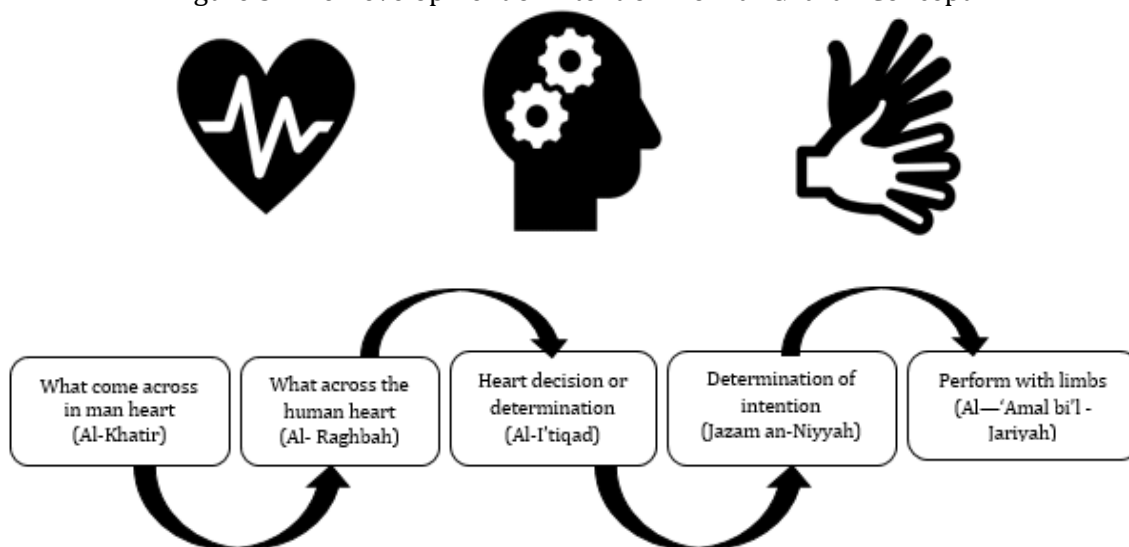 What come across
in man heart
(Al-Khatir)
What across the
human heart
(Al- Raghbah)
Heart decision or
determination
(Al-I'tiqad)
Determination of
intention
(Jazam an-Niyyah)
Perform with limbs
(Al—‘Amal bi’l -
Jariyah)